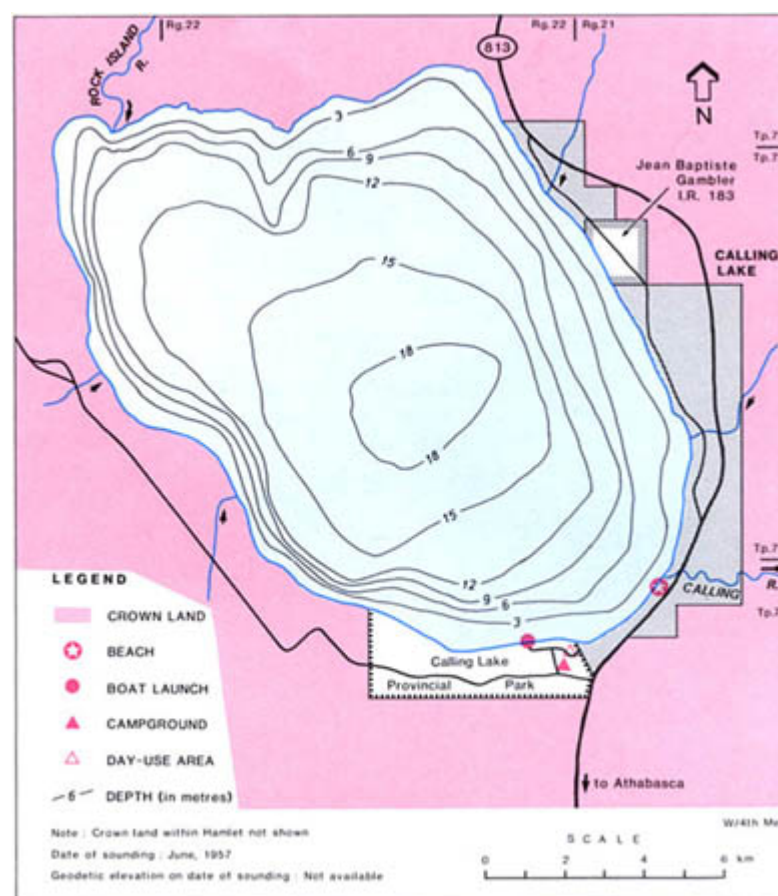 Rg.22
Rg.22
Rg.21
813
ROCK ISLAND
R.
N
Jean Baptiste
Gambler
I.R. 183
CALLING
LAKE
3
6
9
12
15
18
18
15
12
9
6
3
CALLING
R.
Calling Lake
Provincial Park
to Athabasca
LEGEND
CROWN LAND
BEACH
BOAT LAUNCH
CAMPGROUND
DAY-USE AREA
6 DEPTH (in metres)
Note : Crown land within Hamlet not shown
Date of sounding : June, 1957
Geodetic elevation on date of sounding : Not available
SCALE
0 2 4 6 km